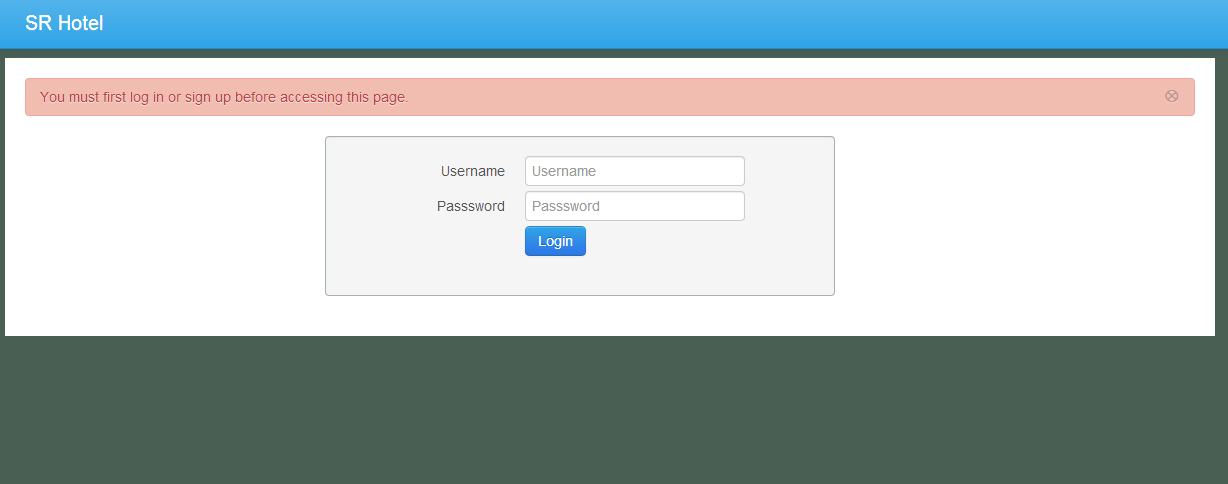 SR Hotel
You must first log in or sign up before accessing this page.
Username Username
Passsword Passsword
Login